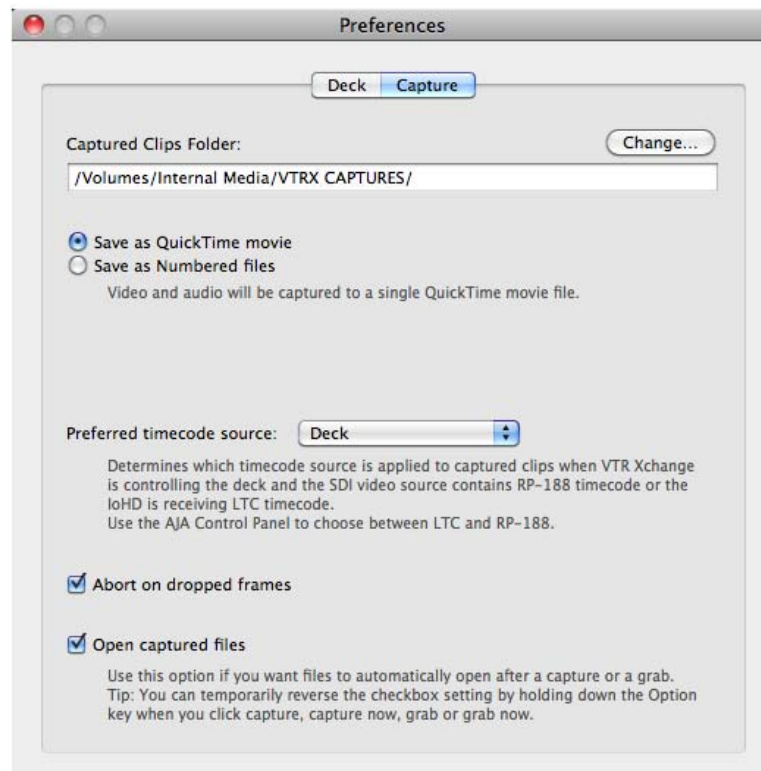 Preferences
Deck Capture
Captured Clips Folder: Change...
/Volumes/Internal Media/VTRX CAPTURES/
Save as QuickTime movie
Save as Numbered files
Video and audio will be captured to a single QuickTime movie file.
Preferred timecode source: Deck
Determines which timecode source is applied to captured clips when VTR Xchange
is controlling the deck and the SDI video source contains RP-188 timecode or the
IoHD is receiving LTC timecode.
Use the AJA Control Panel to choose between LTC and RP-188.
Abort on dropped frames
Open captured files
Use this option if you want files to automatically open after a capture or a grab.
Tip: You can temporarily reverse the checkbox setting by holding down the Option
key when you click capture, capture now, grab or grab now.